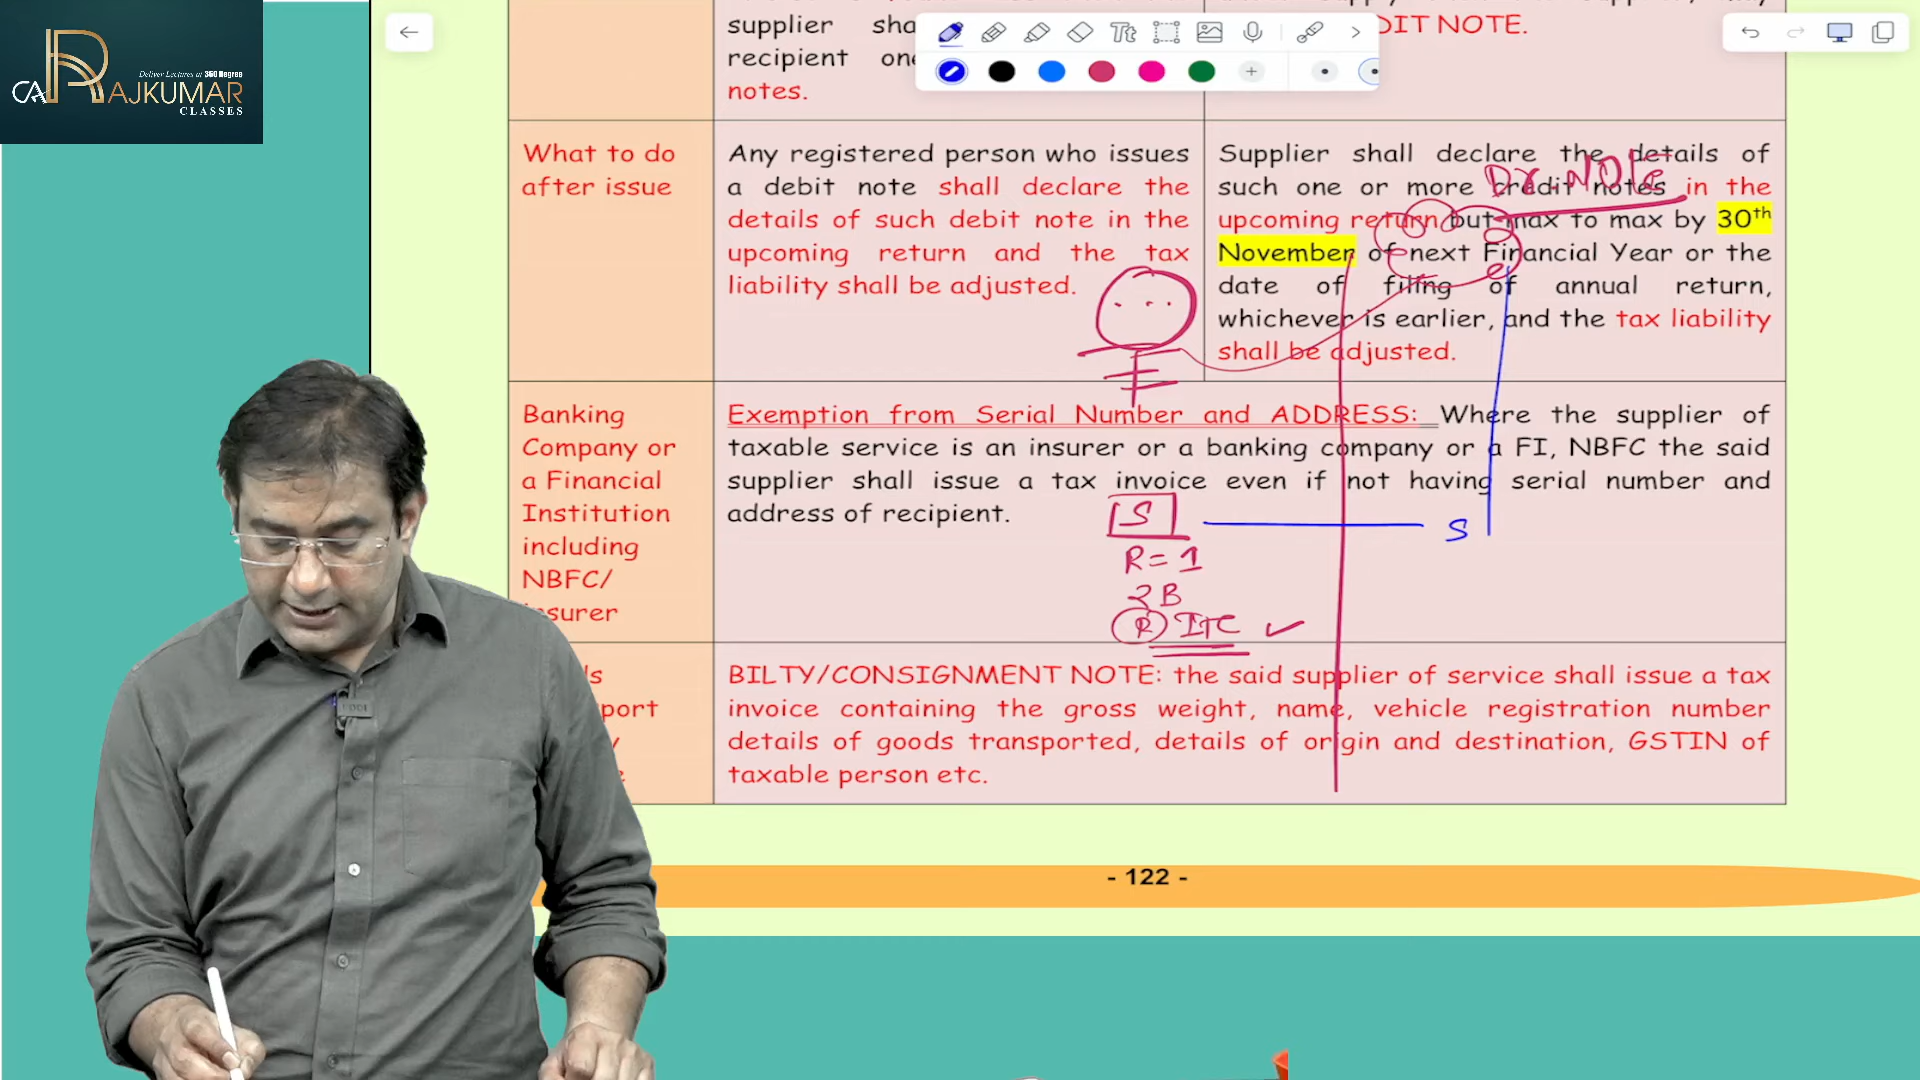 Deliver Lectures at 360 Degree
CA RAJKUMAR
CLASSES
supplier sha
recipient one
notes.
DIT NOTE.
Tt
What to do
after issue
Any registered person who issues
a debit note shall declare the
details of such debit note in the
upcoming return and the tax
liability shall be adjusted.
Supplier shall declare the details of
such one or more credit notes in the
upcoming return but max to max by 30th
November of next Financial Year or the
date of filing of annual return,
whichever is earlier, and the tax liability
shall be adjusted.
Dr. NOTE
Banking
Company or
a Financial
Institution
including
NBFC/
insurer
Exemption from Serial Number and ADDRESS: Where the supplier of
taxable service is an insurer or a banking company or a FI, NBFC the said
supplier shall issue a tax invoice even if not having serial number and
address of recipient.
S
S
R=1
2B
R ITC
s
port
/
e
BILTY/CONSIGNMENT NOTE: the said supplier of service shall issue a tax
invoice containing the gross weight, name, vehicle registration number
details of goods transported, details of origin and destination, GSTIN of
taxable person etc.
- 122 -